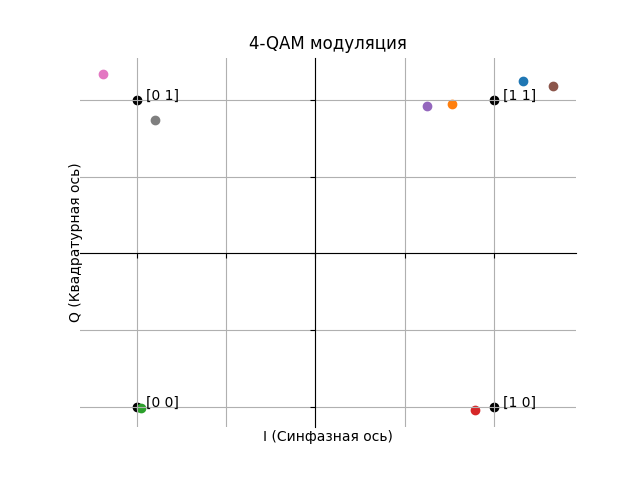 4-QAM модуляция
[0 1]
[1 1]
Q (Квадратурная ось)
[0 0]
[1 0]
I (Синфазная ось)